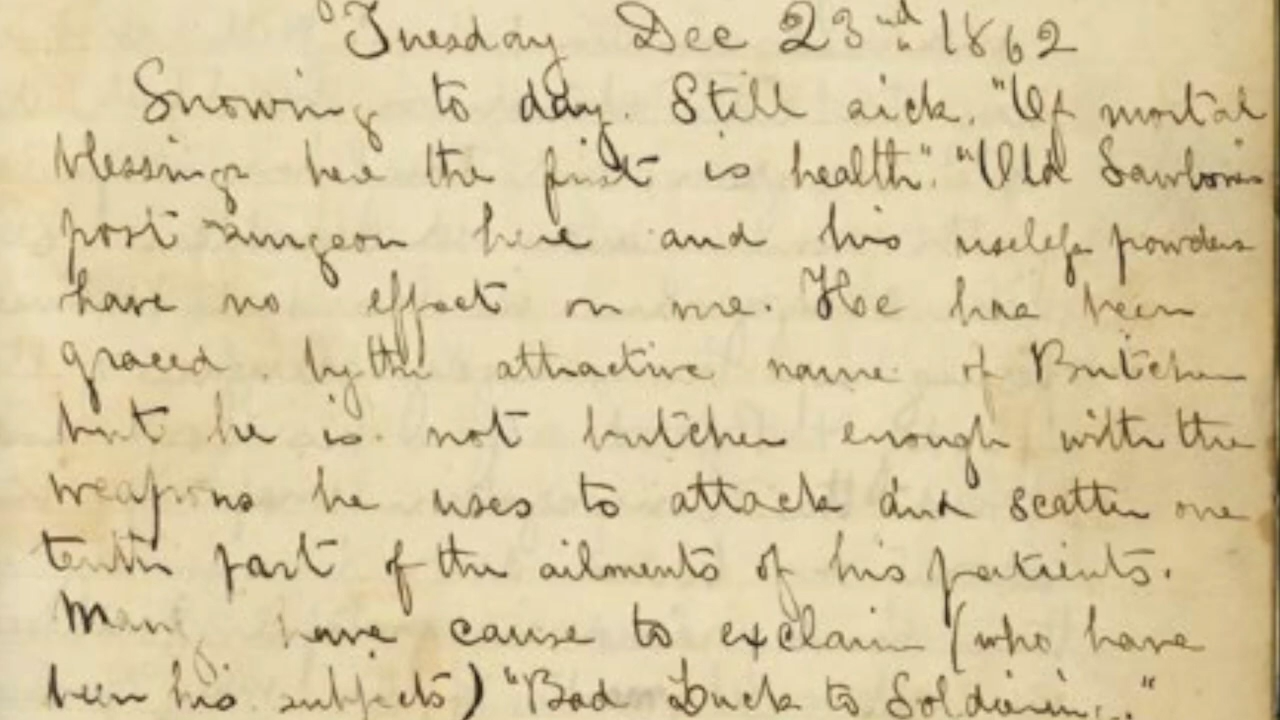 Tuesday Dec 23rd 1862
Snowing to day. Still sick. "Of mortal
blessings here the first is health". "Old Sawbones
post surgeon here and his useless powders
have no effect on me. He has been
graced by the attractive name of Butcher
but he is not butcher enough with the
weapons he uses to attack and scatter one
tenth part of the ailments of his patients.
Many have cause to exclaim (who have
been his subjects) "Bad Luck to Soldiering."